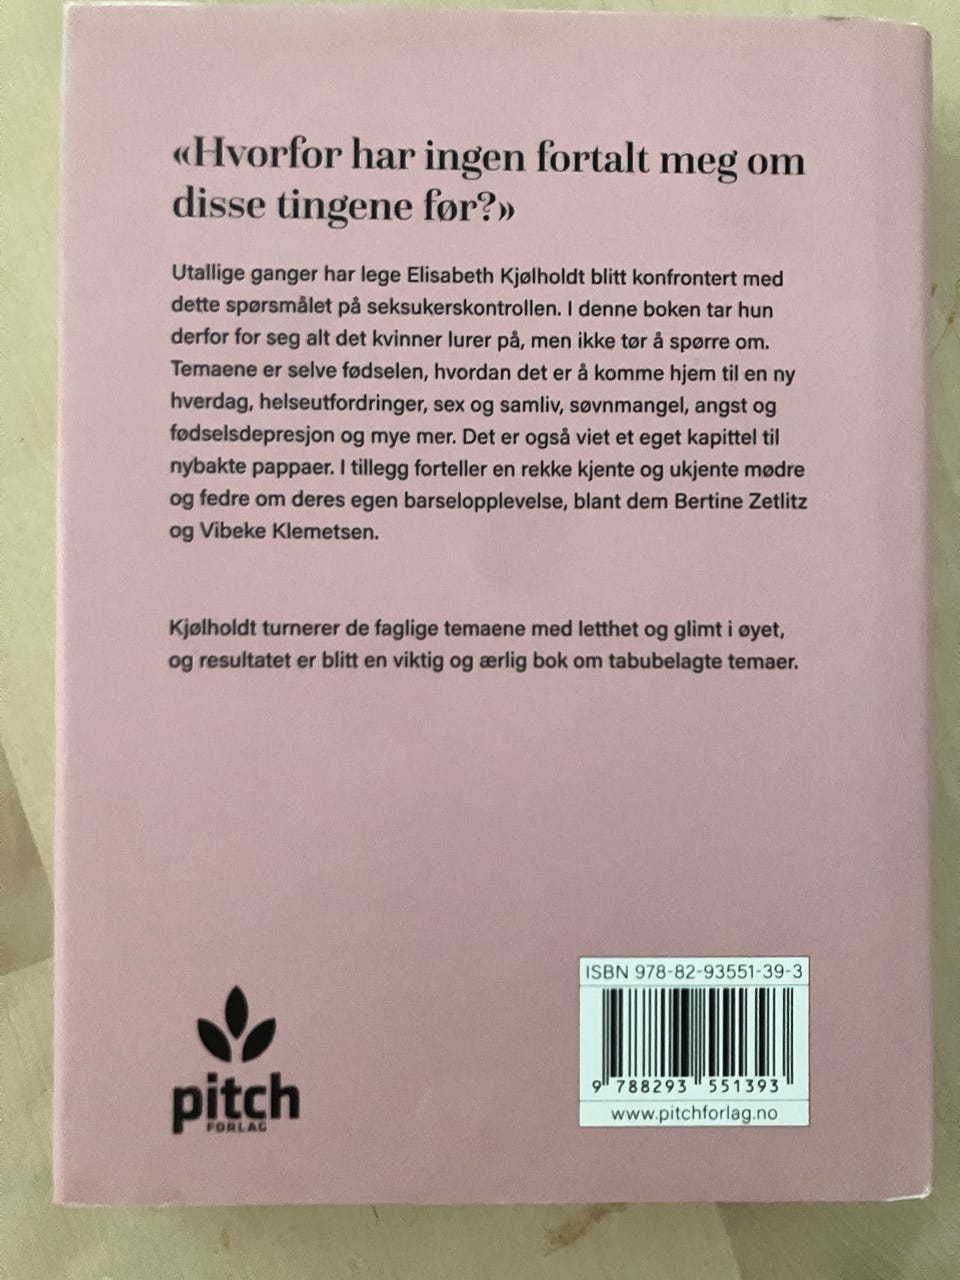 «Hvorfor har ingen fortalt meg om
disse tingene før?»
Utallige ganger har lege Elisabeth Kjølholdt blitt konfrontert med
dette spørsmålet på seksukerskontrollen. I denne boken tar hun
derfor for seg alt det kvinner lurer på, men ikke tør å spørre om.
Temaene er selve fødselen, hvordan det er å komme hjem til en ny
hverdag, helseutfordringer, sex og samliv, søvnmangel, angst og
fødselsdepresjon og mye mer. Det er også viet et eget kapittel til
nybakte pappaer. I tillegg forteller en rekke kjente og ukjente mødre
og fedre om deres egen barselopplevelse, blant dem Bertine Zetlitz
og Vibeke Klemetsen.
Kjølholdt turnerer de faglige temaene med letthet og glimt i øyet,
og resultatet er blitt en viktig og ærlig bok om tabubelagte temaer.
pitch
FORLAG
ISBN 978-82-93551-39-3
9 788293 551393
www.pitchforlag.no